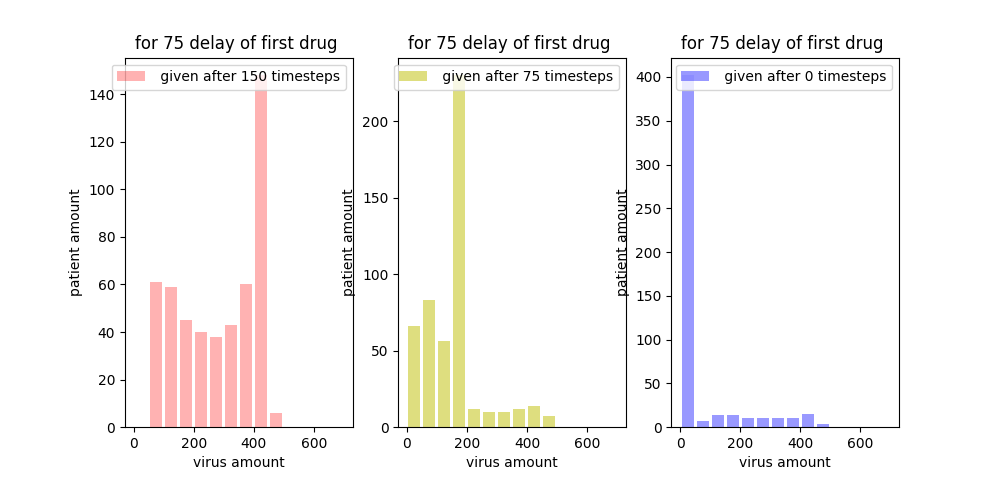 for 75 delay of first drug
given after 150 timesteps
patient amount
140
120
100
80
60
40
20
0
0 200 400 600
virus amount
for 75 delay of first drug
given after 75 timesteps
patient amount
200
150
100
50
0
0 200 400 600
virus amount
for 75 delay of first drug
given after 0 timesteps
patient amount
400
350
300
250
200
150
100
50
0
0 200 400 600
virus amount